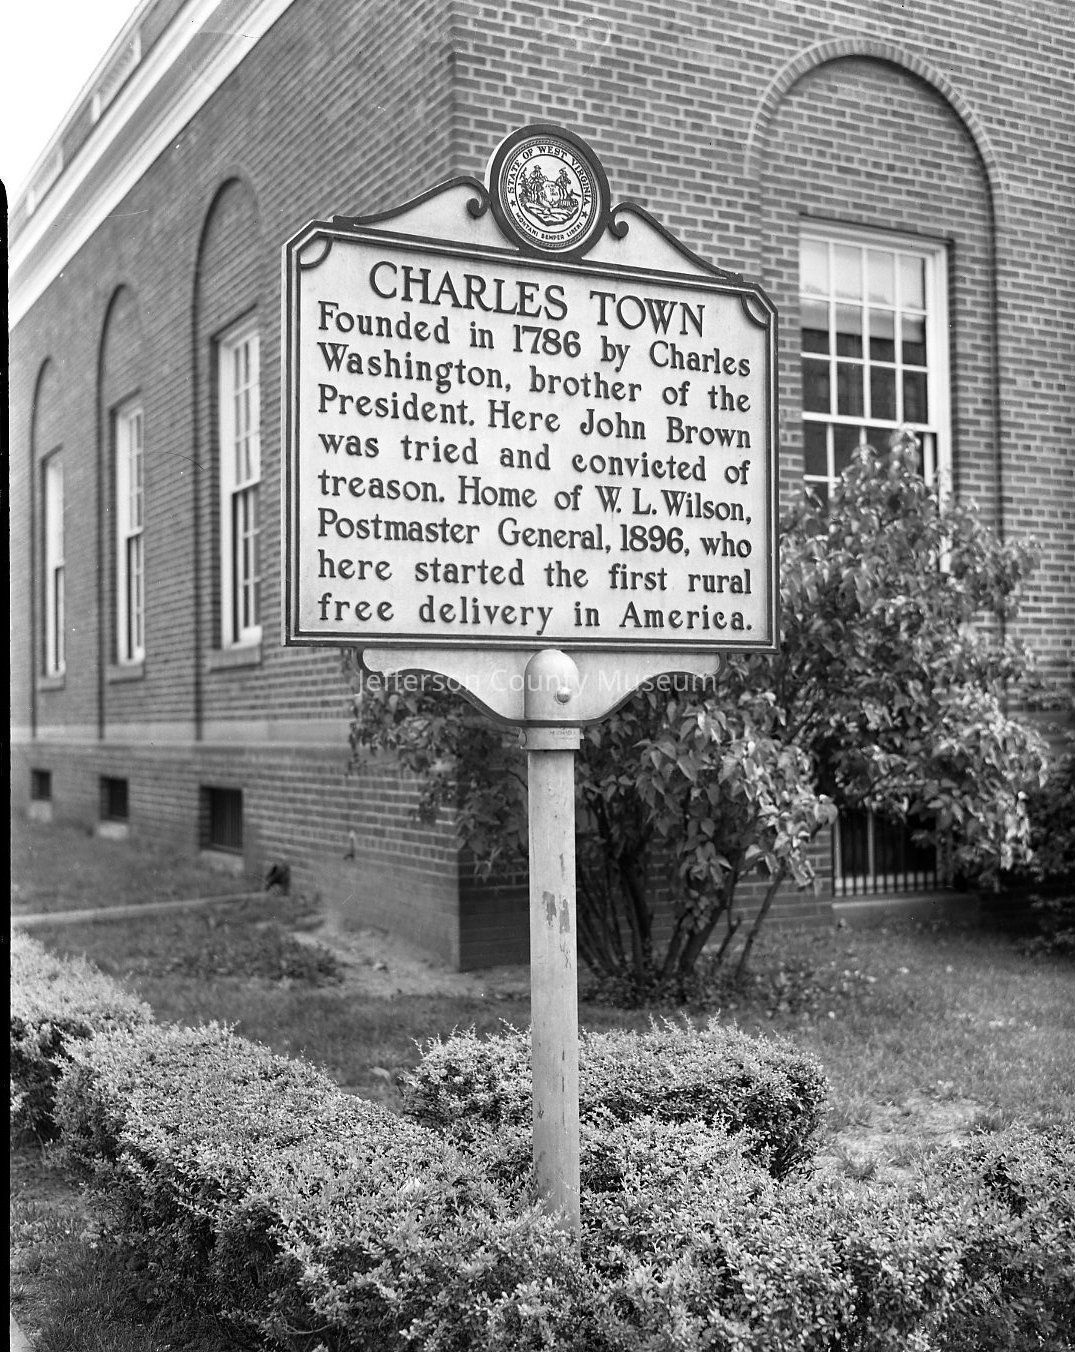 STATE OF WEST VIRGINIA
MONTANI SEMPER LIBERI
CHARLES TOWN
Founded in 1786 by Charles
Washington, brother of the
President. Here John Brown
was tried and convicted of
treason. Home of W. L. Wilson,
Postmaster General, 1896, who
here started the first rural
free delivery in America.
Jefferson County Museum